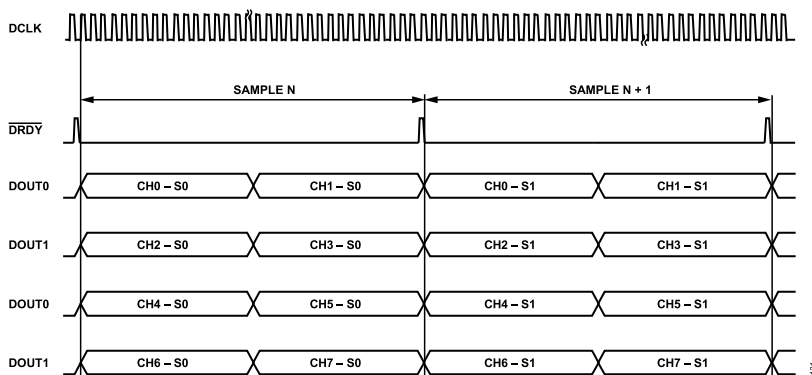 DCLK
SAMPLE N SAMPLE N + 1
DRDY
DOUT0 CH0 – S0 CH1 – S0 CH0 – S1 CH1 – S1
DOUT1 CH2 – S0 CH3 – S0 CH2 – S1 CH3 – S1
DOUT0 CH4 – S0 CH5 – S0 CH4 – S1 CH5 – S1
DOUT1 CH6 – S0 CH7 – S0 CH6 – S1 CH7 – S1